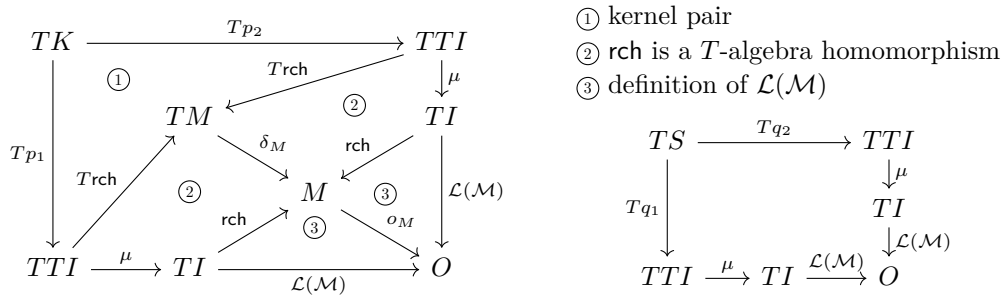 ① kernel pair
② rch is a T-algebra homomorphism
③ definition of ℒ(ℳ)
TK Tp₂ TTI
① Trch μ
②
TM TI
Tp₁ δ_M rch
Trch ② M ③ ℒ(ℳ)
rch ③ o_M
TTI μ TI ℒ(ℳ) O
TS Tq₂ TTI
μ
Tq₁ TI
ℒ(ℳ)
TTI μ TI ℒ(ℳ) O